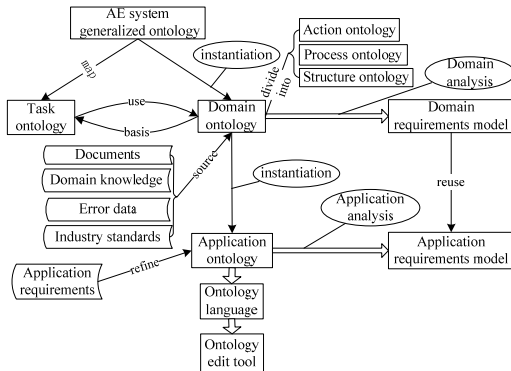 AE system
generalized ontology
Action ontology
Process ontology
Structure ontology
divide
into
instantiation
map
Domain
analysis
Task
ontology
use
basis
Domain
ontology
Domain
requirements model
Documents
Domain knowledge
Error data
Industry standards
source
instantiation
reuse
Application
analysis
Application
requirements
refine
Application
ontology
Application
requirements model
Ontology
language
Ontology
edit tool